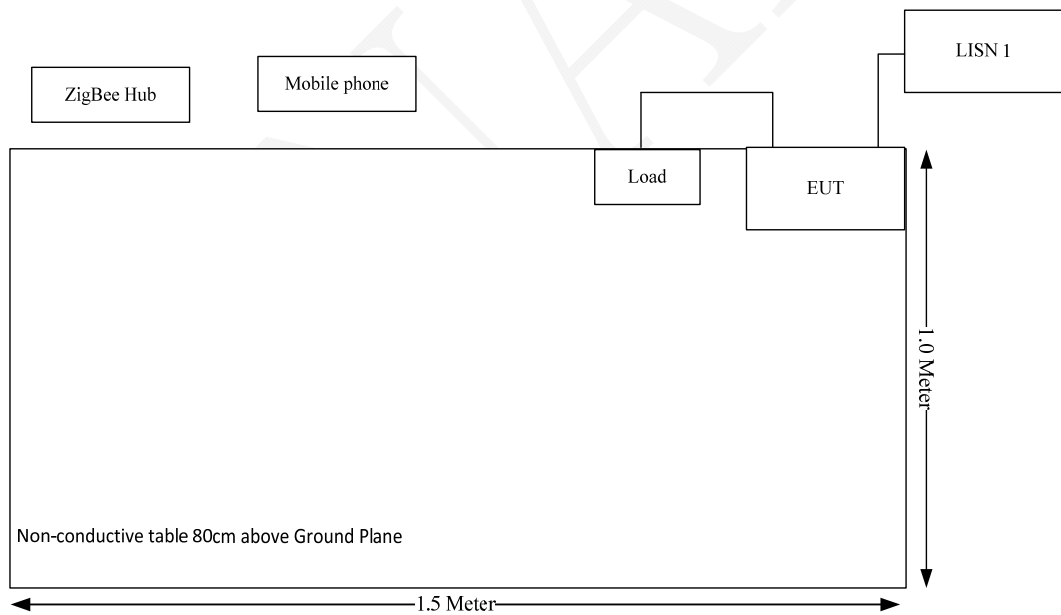 LISN 1
ZigBee Hub
Mobile phone
Load
EUT
1.0 Meter
Non-conductive table 80cm above Ground Plane
1.5 Meter